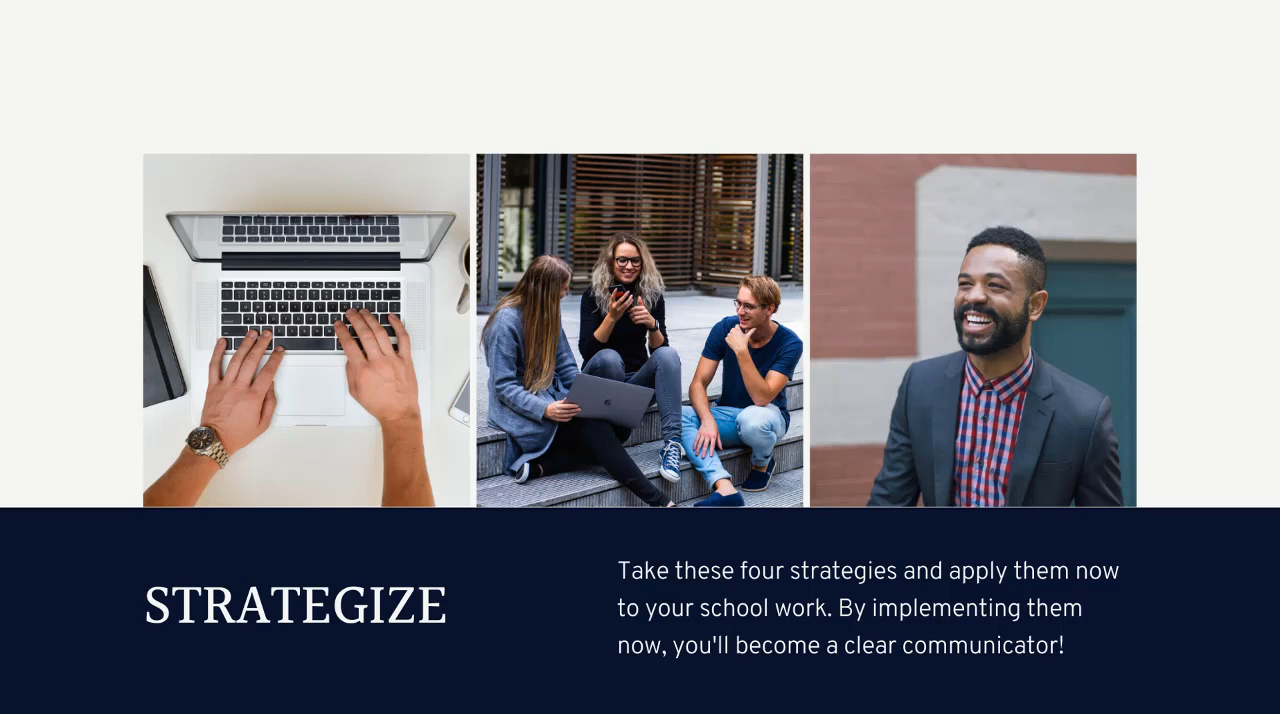 STRATEGIZE
Take these four strategies and apply them now
to your school work. By implementing them
now, you'll become a clear communicator!